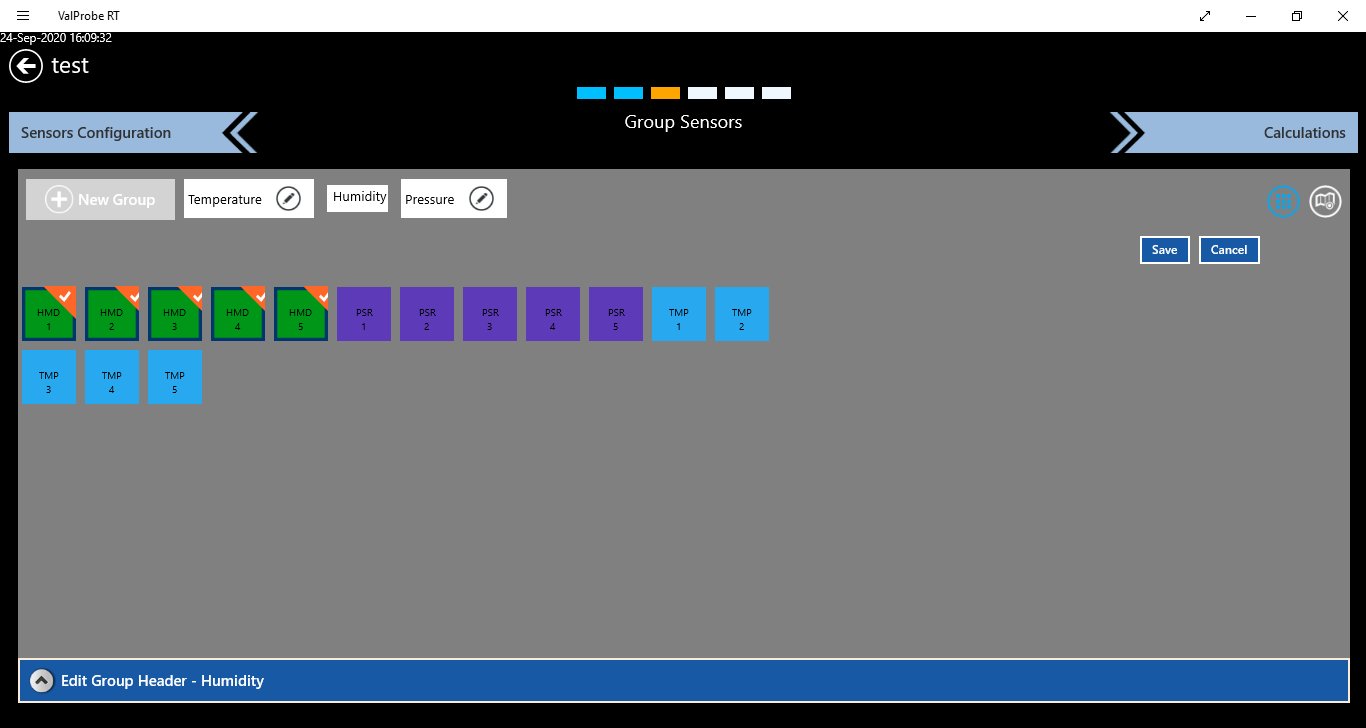 ValProbe RT
24-Sep-2020 16:09:32
test
Group Sensors
Sensors Configuration
Calculations
New Group
Temperature
Humidity
Pressure
Save
Cancel
HMD
1
HMD
2
HMD
3
HMD
4
HMD
5
PSR
1
PSR
2
PSR
3
PSR
4
PSR
5
TMP
1
TMP
2
TMP
3
TMP
4
TMP
5
Edit Group Header - Humidity